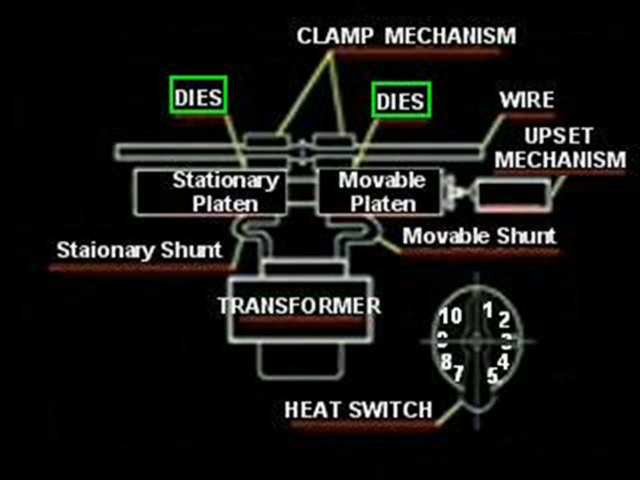 CLAMP MECHANISM
DIES
DIES
WIRE
UPSET
MECHANISM
Stationary
Platen
Movable
Platen
Staionary Shunt
Movable Shunt
TRANSFORMER
10 1
2
3
8 4
7 5
HEAT SWITCH